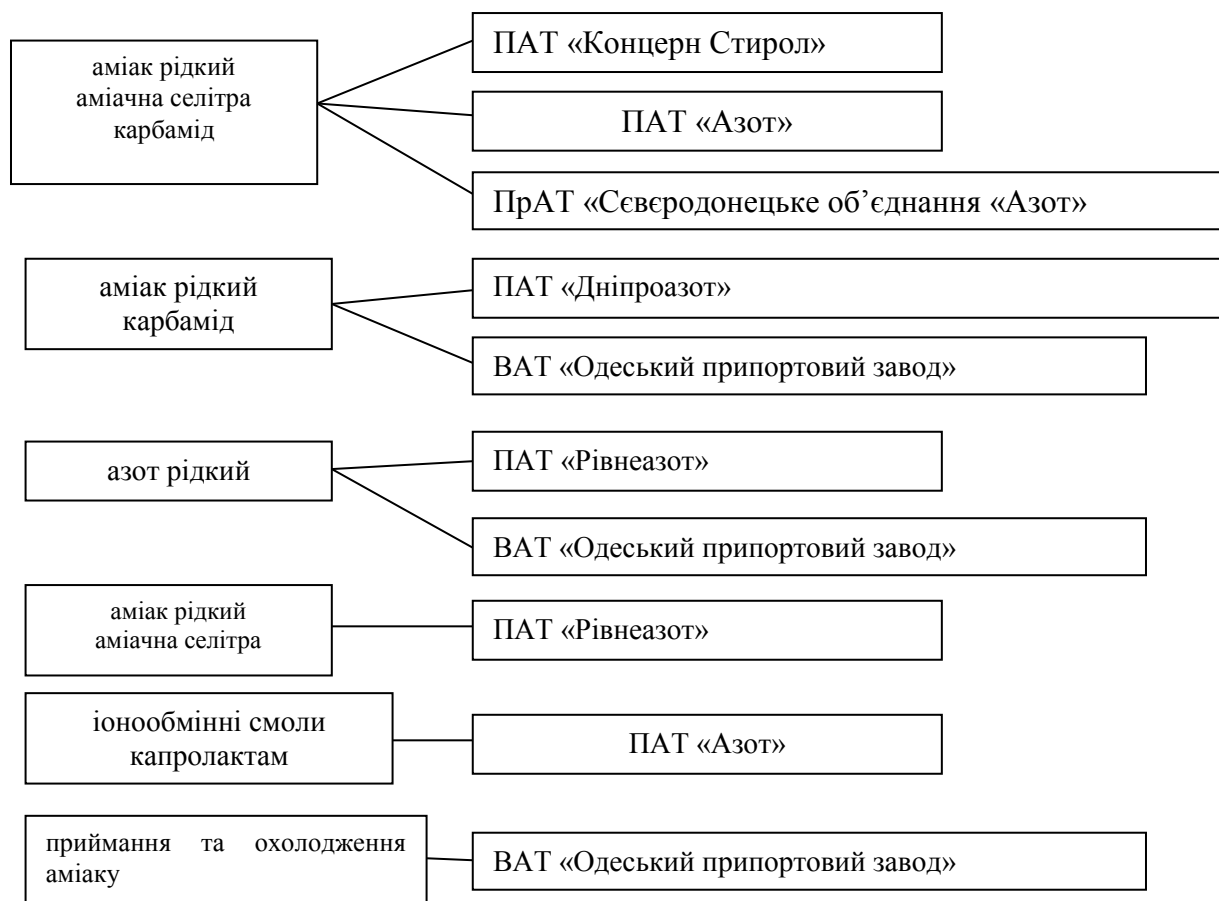 аміак рідкий
аміачна селітра
карбамід
ПАТ «Концерн Стирол»
ПАТ «Азот»
ПрАТ «Сєвєродонецьке об’єднання «Азот»
аміак рідкий
карбамід
ПАТ «Дніпроазот»
ВАТ «Одеський припортовий завод»
азот рідкий
ПАТ «Рівнеазот»
ВАТ «Одеський припортовий завод»
аміак рідкий
аміачна селітра
ПАТ «Рівнеазот»
іонообмінні смоли
капролактам
ПАТ «Азот»
приймання та охолодження
аміаку
ВАТ «Одеський припортовий завод»